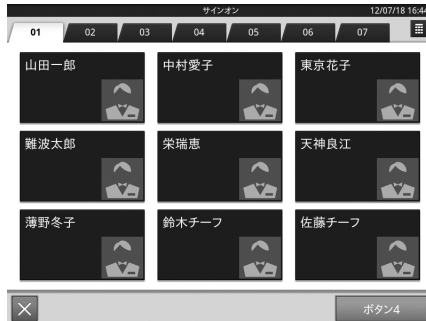 サインオン 12/07/18 16:44
01 02 03 04 05 06 07
山田一郎 中村愛子 東京花子
難波太郎 栄瑞恵 天神良江
薄野冬子 鈴木チーフ 佐藤チーフ
ボタン4